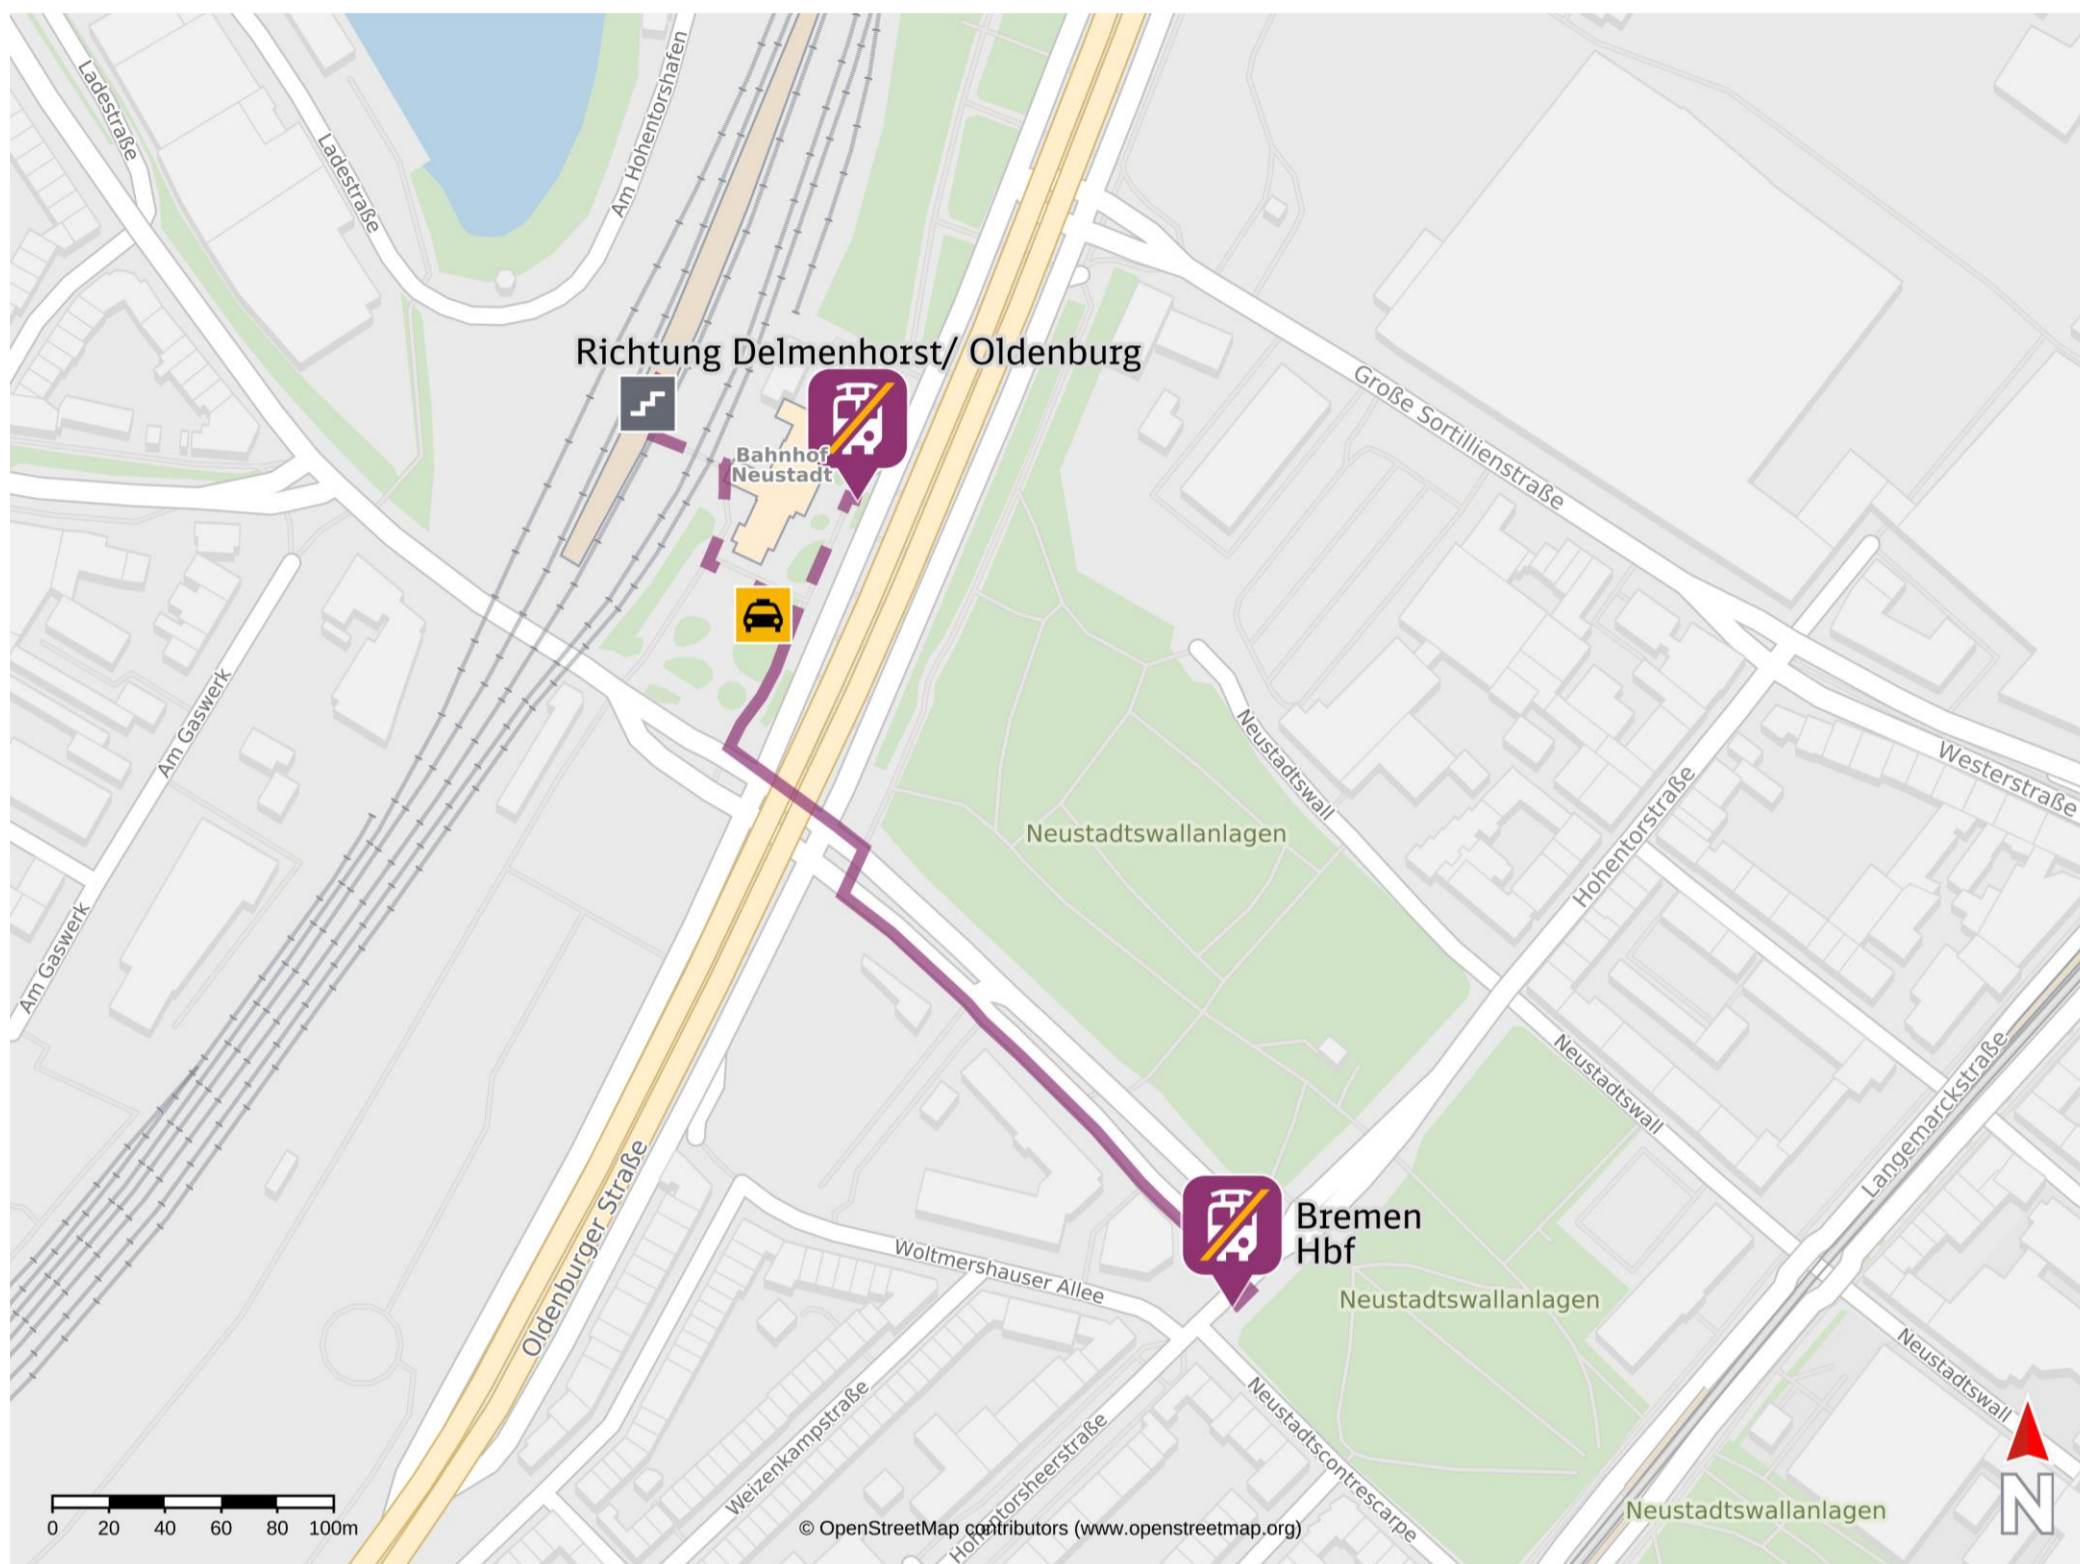 Ladestraße
Ladestraße
Am Hohentorshafen
Richtung Delmenhorst/ Oldenburg
Große Sortillienstraße
Bahnhof
Neustadt
Am Gaswerk
Neustadtswall
Westerstraße
Hohentorstraße
Neustadtswallanlagen
Am Gaswerk
Neustadtswall
Langemarckstraße
Oldenburger Straße
Bremen
Hbf
Woltmershauser Allee
Neustadtswallanlagen
Neustadtswall
Weizenkampstraße
Hohentorsheerstraße
Neustadtscontrescarpe
N
Neustadtswallanlagen
0 20 40 60 80 100m
© OpenStreetMap contributors (www.openstreetmap.org)